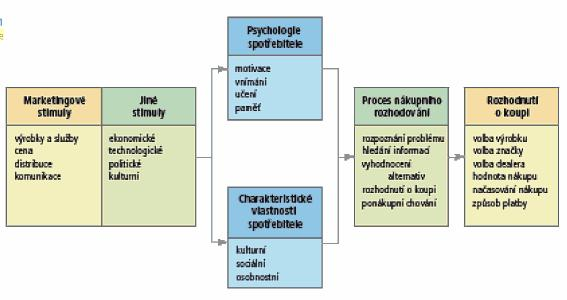 Marketingové
stimuly
výrobky a služby
cena
distribuce
komunikace
Jiné
stimuly
ekonomické
technologické
politické
kulturní
Psychologie
spotřebitele
motivace
vnímání
učení
paměť
Charakteristické
vlastnosti
spotřebitele
kulturní
sociální
osobnostní
Proces nákupního
rozhodování
rozpoznání problému
hledání informací
vyhodnocení
alternativ
rozhodnutí o koupi
ponákupní chování
Rozhodnutí
o koupi
volba výrobku
volba značky
volba dealera
hodnota nákupu
načasování nákupu
způsob platby